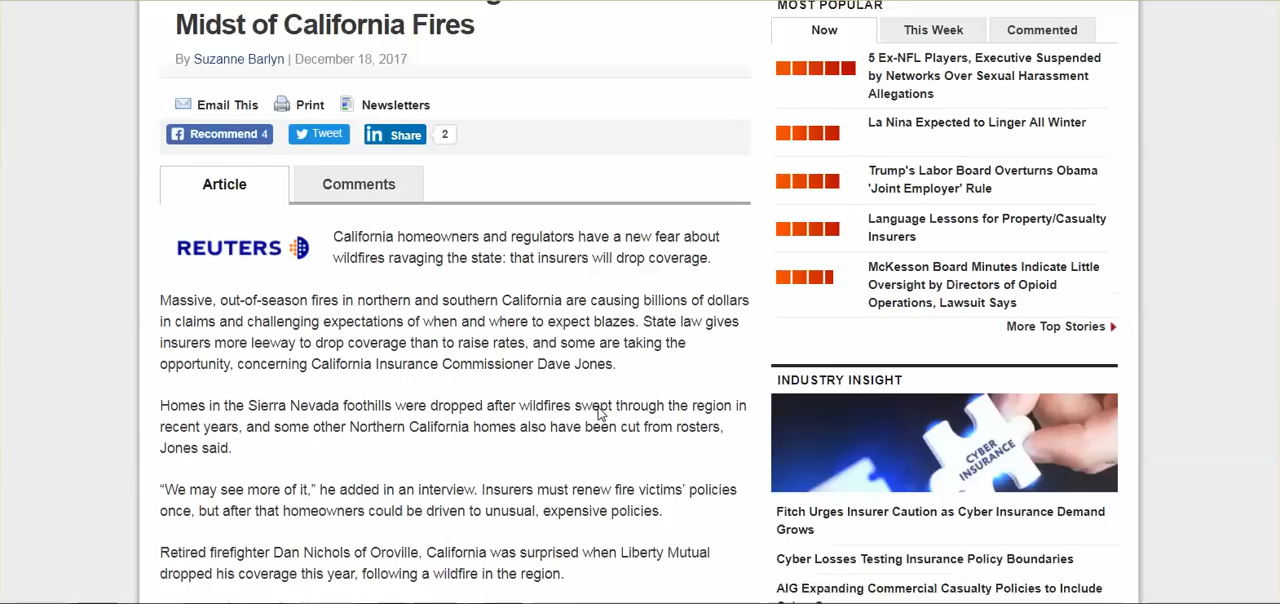 Midst of California Fires
By Suzanne Barlyn | December 18, 2017
Email This Print Newsletters
Recommend 4 Tweet in Share 2
Article Comments
REUTERS
California homeowners and regulators have a new fear about
wildfires ravaging the state: that insurers will drop coverage.
Massive, out-of-season fires in northern and southern California are causing billions of dollars
in claims and challenging expectations of when and where to expect blazes. State law gives
insurers more leeway to drop coverage than to raise rates, and some are taking the
opportunity, concerning California Insurance Commissioner Dave Jones.
Homes in the Sierra Nevada foothills were dropped after wildfires swept through the region in
recent years, and some other Northern California homes also have been cut from rosters,
Jones said.
“We may see more of it,” he added in an interview. Insurers must renew fire victims’ policies
once, but after that homeowners could be driven to unusual, expensive policies.
Retired firefighter Dan Nichols of Oroville, California was surprised when Liberty Mutual
dropped his coverage this year, following a wildfire in the region.
MOST POPULAR
Now This Week Commented
5 Ex-NFL Players, Executive Suspended
by Networks Over Sexual Harassment
Allegations
La Nina Expected to Linger All Winter
Trump's Labor Board Overturns Obama
'Joint Employer' Rule
Language Lessons for Property/Casualty
Insurers
McKesson Board Minutes Indicate Little
Oversight by Directors of Opioid
Operations, Lawsuit Says
More Top Stories
INDUSTRY INSIGHT
CYBER
INSURANCE
Fitch Urges Insurer Caution as Cyber Insurance Demand
Grows
Cyber Losses Testing Insurance Policy Boundaries
AIG Expanding Commercial Casualty Policies to Include